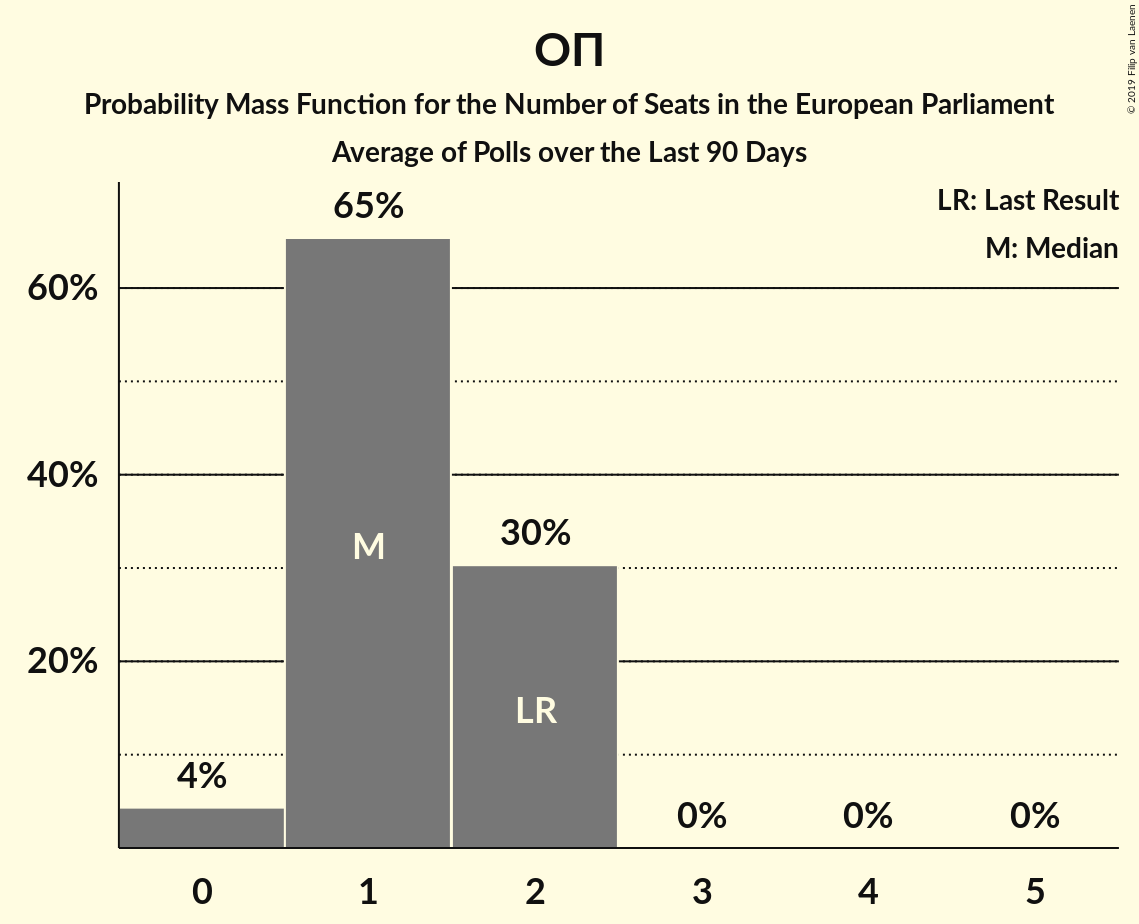 ΟΠ
Probability Mass Function for the Number of Seats in the European Parliament
Average of Polls over the Last 90 Days
© 2019 Filip van Laenen
LR: Last Result
M: Median
65%
60%
40%
30%
20%
4%
0%
0%
0%
M
LR
0
1
2
3
4
5